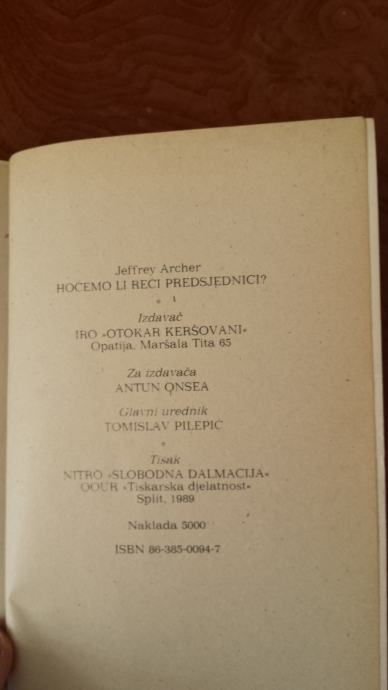 Jeffrey Archer
HOĆEMO LI REĆI PREDSJEDNICI?
Izdavač
IRO »OTOKAR KERŠOVANI«
Opatija, Maršala Tita 65
Za izdavača
ANTUN ONSEA
Glavni urednik
TOMISLAV PILEPIĆ
*
Tisak
NITRO »SLOBODNA DALMACIJA«
OOUR »Tiskarska djelatnost«
Split, 1989
Naklada 5000
ISBN 86-385-0094-7